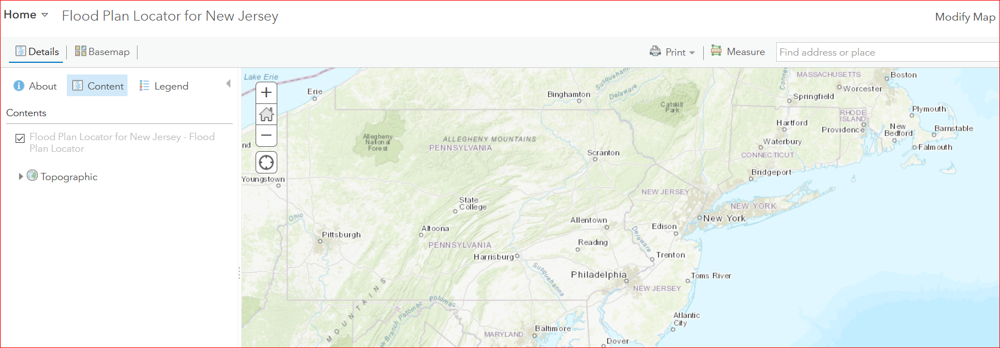 Home
Flood Plan Locator for New Jersey
Modify Map
Details
Basemap
Print
Measure
Find address or place
About
Content
Legend
Contents
Flood Plan Locator for New Jersey - Flood
Plan Locator
Topographic
Lake Erie
Erie
Binghamton
Susquehanna
Delaware
Catskill
Park
Connec
MASSACHUSETTS
Boston
Worcester
Springfield
Plymouth
RHODE
ISLAND
Hartford
Providence
New
Bedford
Barnstable
Allegheny
National
Forest
ALLEGHENY MOUNTAINS
PENNSYLVANIA
nd
Scranton
Waterbury
Falmouth
CONNECTICUT
Youngstown
Bridgeport
NEW JERSEY
State
College
NEW YORK
Ohio
Allentown
New York
Edison
Altoona
Pittsburgh
Delaware
PENNSYLVANIA
Reading
Harrisburg
Trenton
Susquehanna
Philadelphia
Toms River
NEW JERSEY
MOUNTAINS
Potomac
h Branch Potomac
Atlantic
City
Baltimore
MARYLAND
Dover